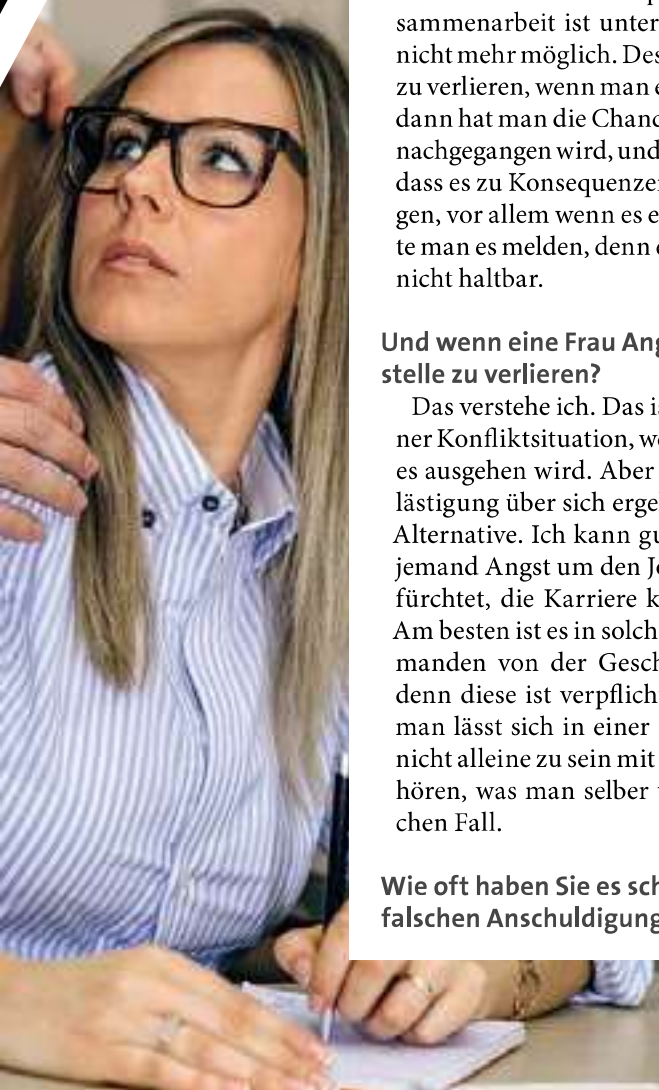 sammenarbeit ist unter
nicht mehr möglich. Des
zu verlieren, wenn man e
dann hat man die Chanc
nachgegangen wird, und
dass es zu Konsequenze
gen, vor allem wenn es e
te man es melden, denn
nicht haltbar.
Und wenn eine Frau Ang
stelle zu verlieren?
Das verstehe ich. Das is
ner Konfliktsituation, we
es ausgehen wird. Aber
lästigung über sich erge
Alternative. Ich kann gu
jemand Angst um den Jo
fürchtet, die Karriere k
Am besten ist es in solch
manden von der Gesch
denn diese ist verpflich
man lässt sich in einer
nicht alleine zu sein mit
hören, was man selber
chen Fall.
Wie oft haben Sie es sch
falschen Anschuldigung